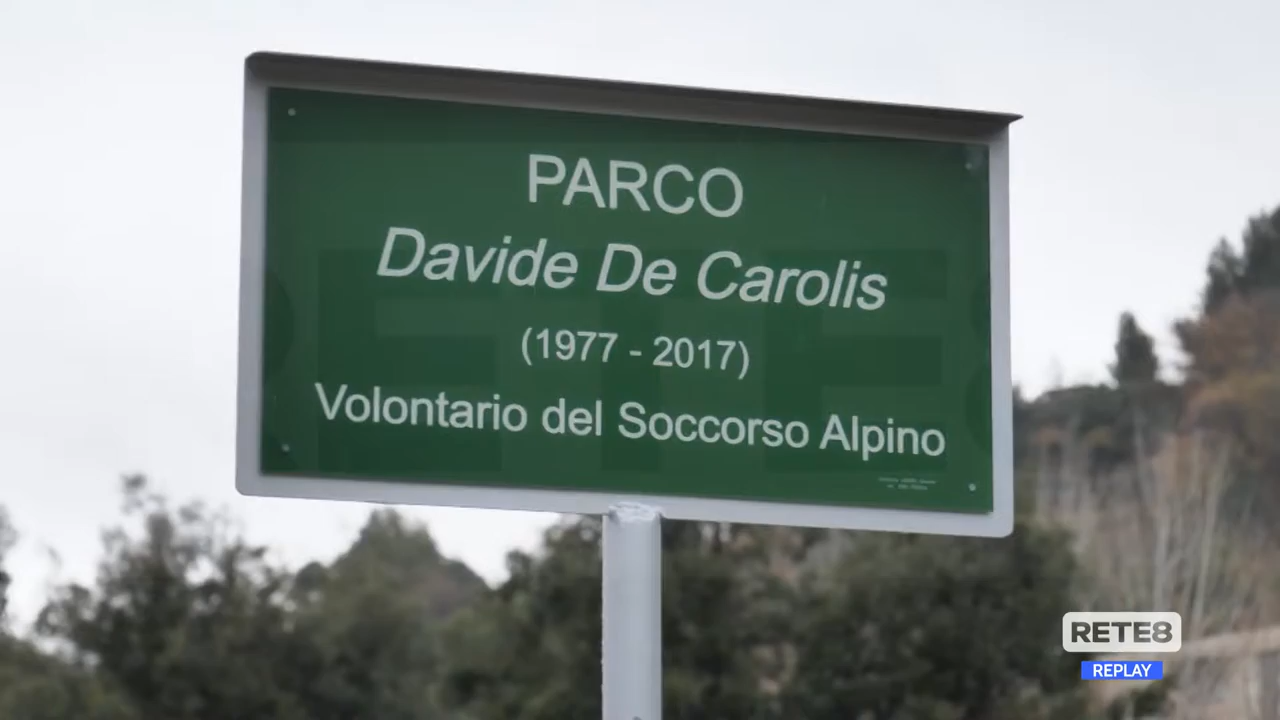 PARCO
Davide De Carolis
(1977 - 2017)
Volontario del Soccorso Alpino
RETE8
REPLAY